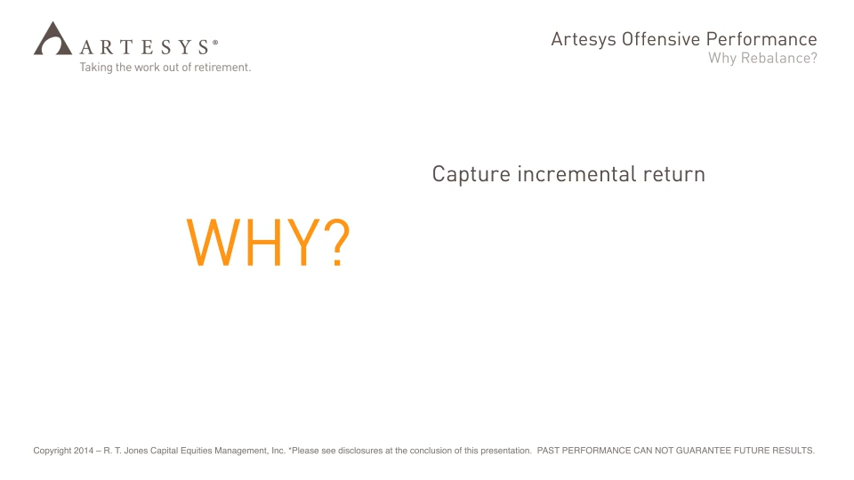 ARTESYS®
Taking the work out of retirement.
Artesys Offensive Performance
Why Rebalance?
Capture incremental return
WHY?
Copyright 2014 – R. T. Jones Capital Equities Management, Inc. *Please see disclosures at the conclusion of this presentation.  PAST PERFORMANCE CAN NOT GUARANTEE FUTURE RESULTS.